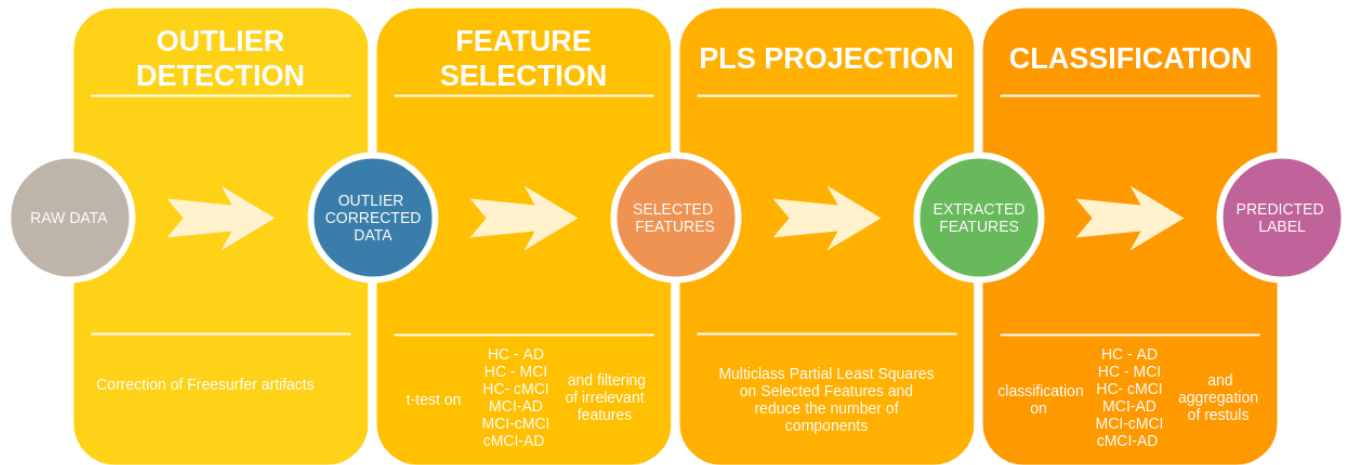 OUTLIER
DETECTION
FEATURE
SELECTION
PLS PROJECTION
CLASSIFICATION
RAW DATA
OUTLIER
CORRECTED
DATA
SELECTED
FEATURES
EXTRACTED
FEATURES
PREDICTED
LABEL
Correction of Freesurfer artifacts
t-test on
HC - AD
HC - MCI
HC- cMCI
MCI-AD
MCI-cMCI
cMCI-AD
and filtering
of irrelevant
features
Multiclass Partial Least Squares
on Selected Features and
reduce the number of
components
classification
on
HC - AD
HC - MCI
HC- cMCI
MCI-AD
MCI-cMCI
cMCI-AD
and
aggregation
of restuls